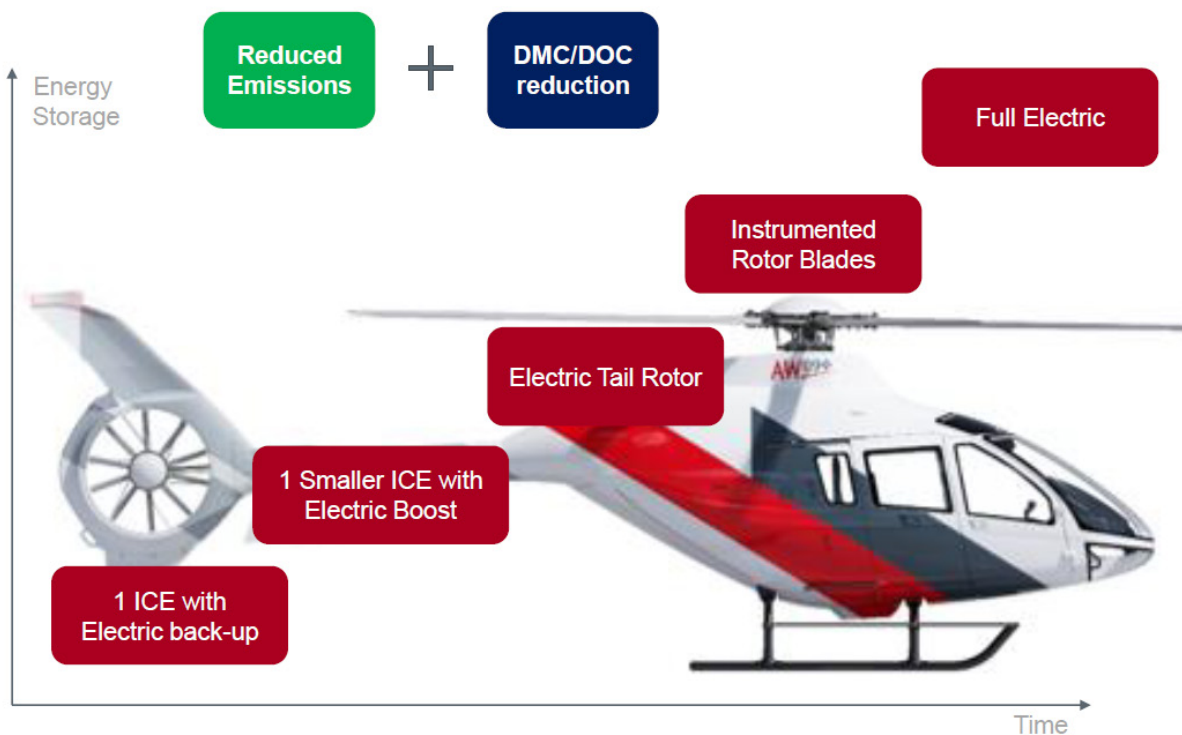 Reduced
Emissions
+
DMC/DOC
reduction
Energy
Storage
Full Electric
Instrumented
Rotor Blades
Electric Tail Rotor
1 Smaller ICE with
Electric Boost
1 ICE with
Electric back-up
Time